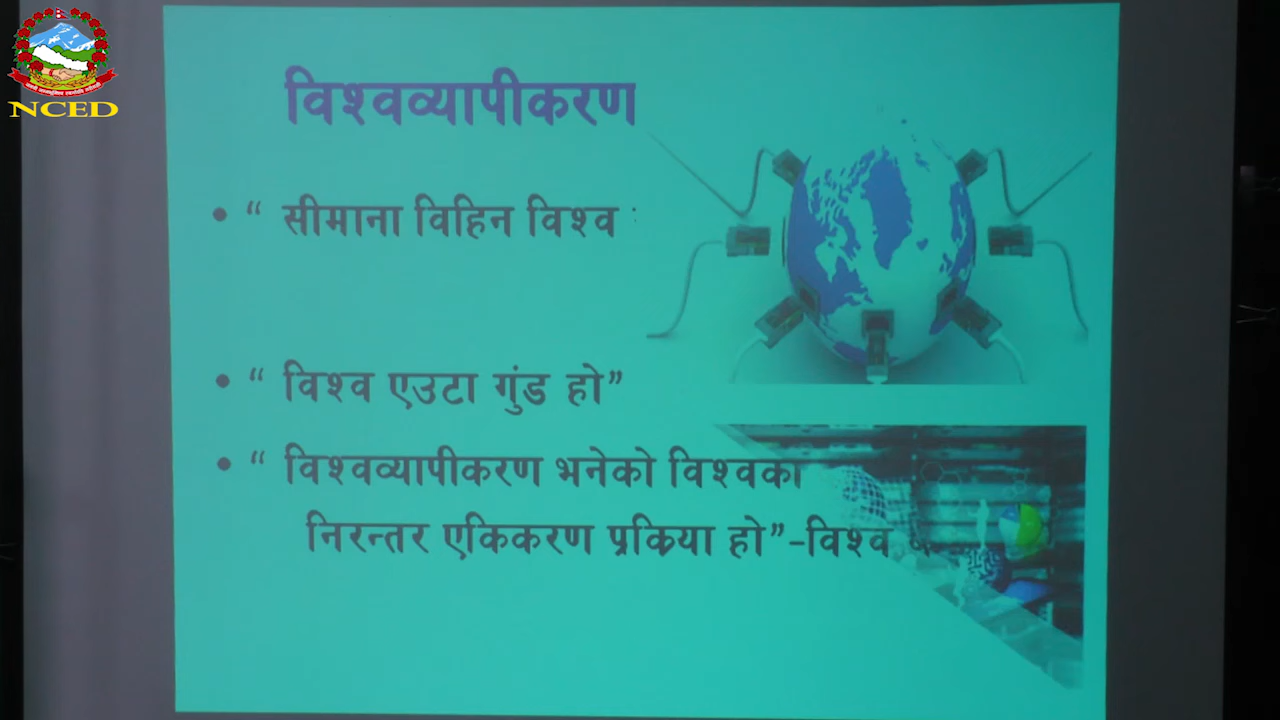 NCED
विश्वव्यापीकरण
• “ सीमाना विहिन विश्व
• “ विश्व एउटा गुंड हो”
• “ विश्वव्यापीकरण भनेको विश्वका
निरन्तर एकिकरण प्रकिया हो”-विश्व